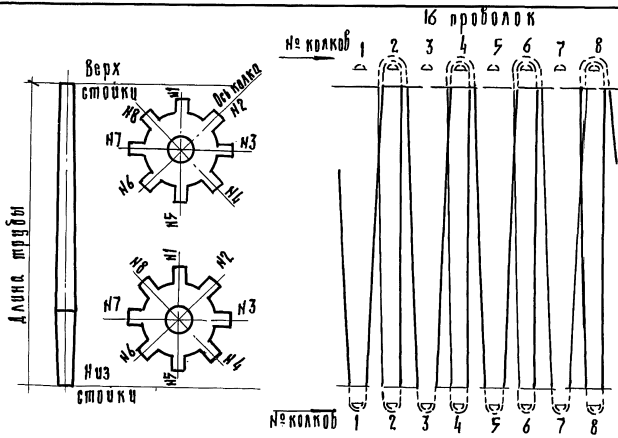 16 проволок
№ колков 1 2 3 4 5 6 7 8
Верх
стойки
Ось колка
N1
N2
N3
N4
N5
N6
N7
N8
Длина трубы
N1
N2
N3
N4
N5
N6
N7
N8
Низ
стойки
№ колков 1 2 3 4 5 6 7 8